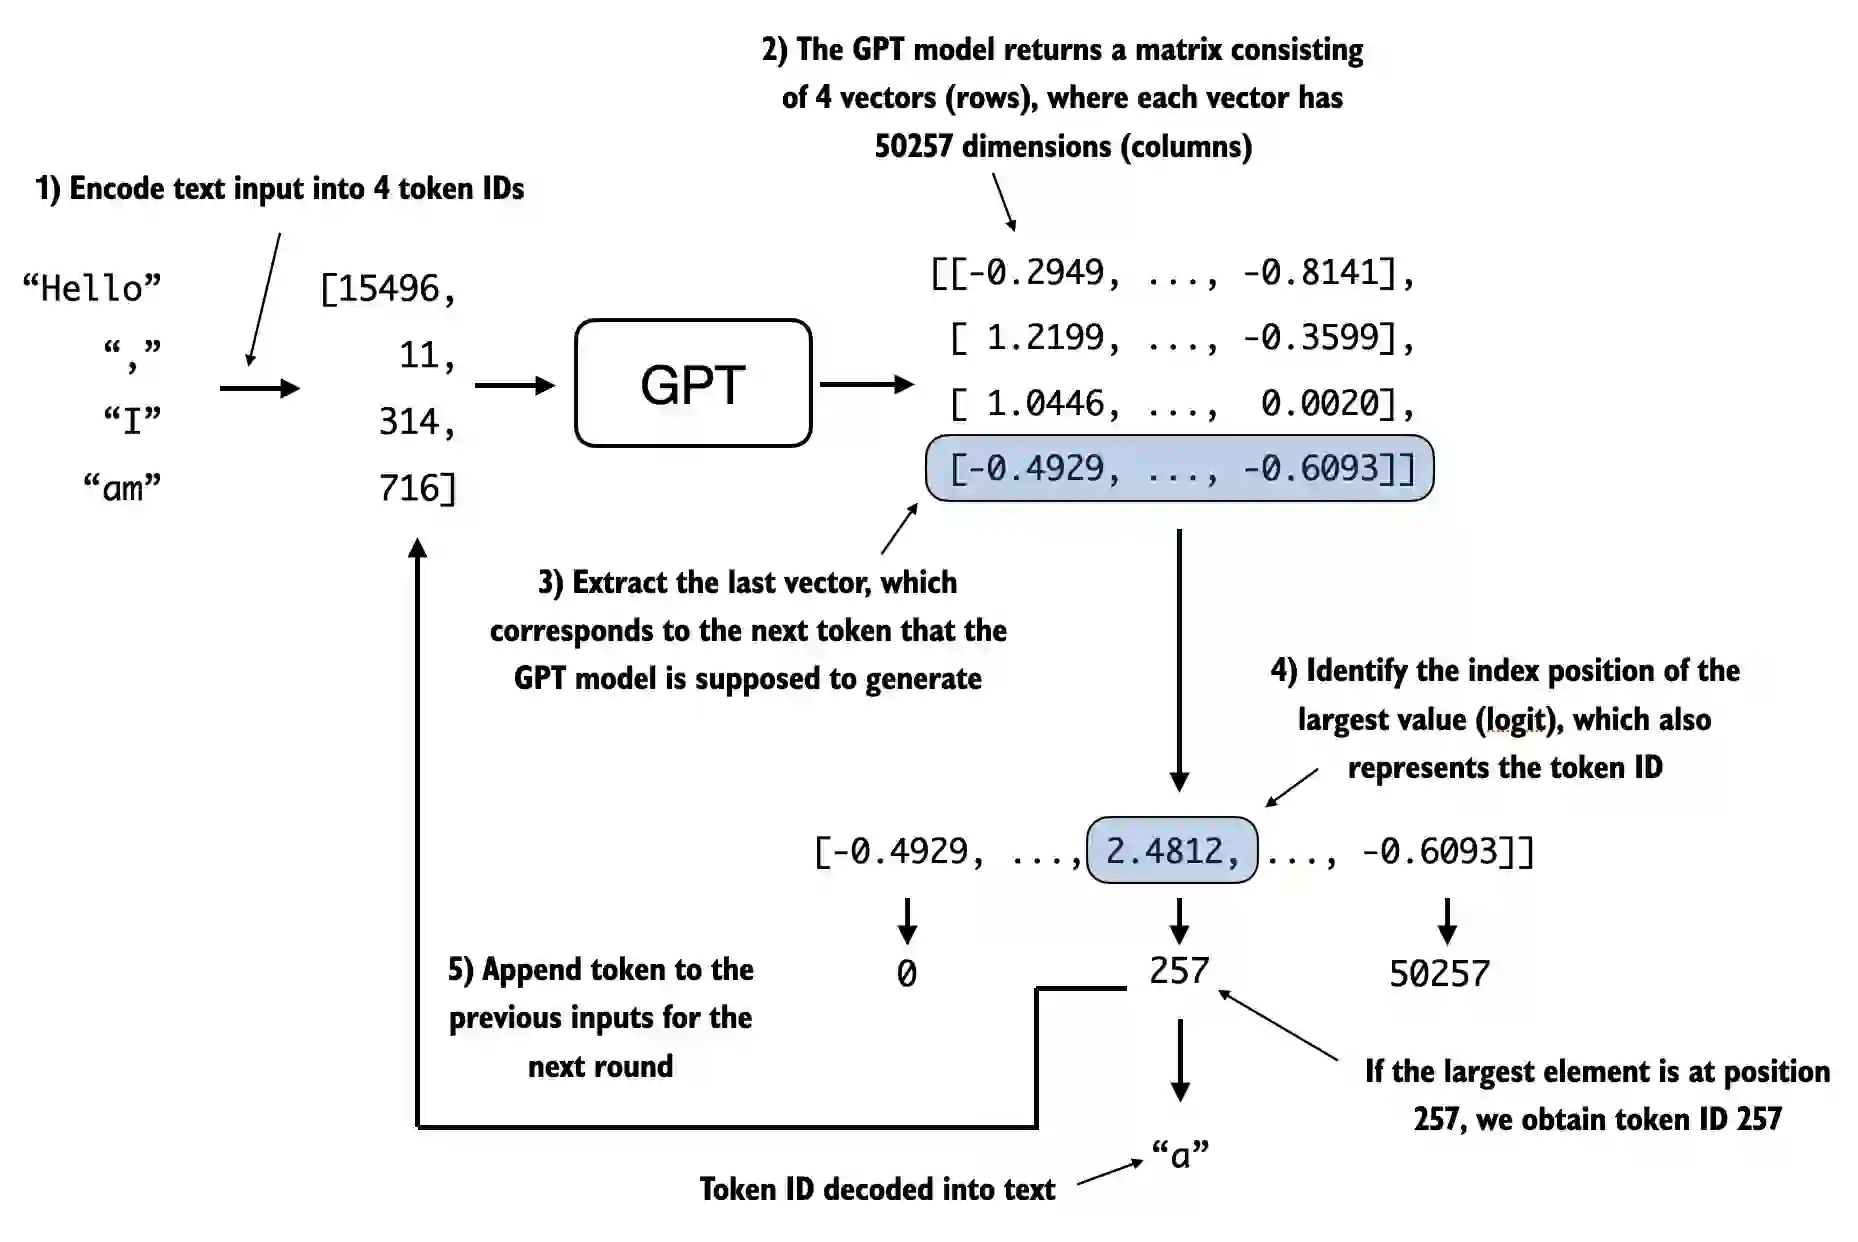 2) The GPT model returns a matrix consisting
of 4 vectors (rows), where each vector has
50257 dimensions (columns)
1) Encode text input into 4 token IDs
“Hello”
“,”
“I”
“am”
[15496,
11,
314,
716]
GPT
[[-0.2949, ..., -0.8141],
[ 1.2199, ..., -0.3599],
[ 1.0446, ..., 0.0020],
[-0.4929, ..., -0.6093]]
3) Extract the last vector, which
corresponds to the next token that the
GPT model is supposed to generate
4) Identify the index position of the
largest value (logit), which also
represents the token ID
[-0.4929, ..., 2.4812, ..., -0.6093]]
0 257 50257
5) Append token to the
previous inputs for the
next round
If the largest element is at position
257, we obtain token ID 257
“a”
Token ID decoded into text